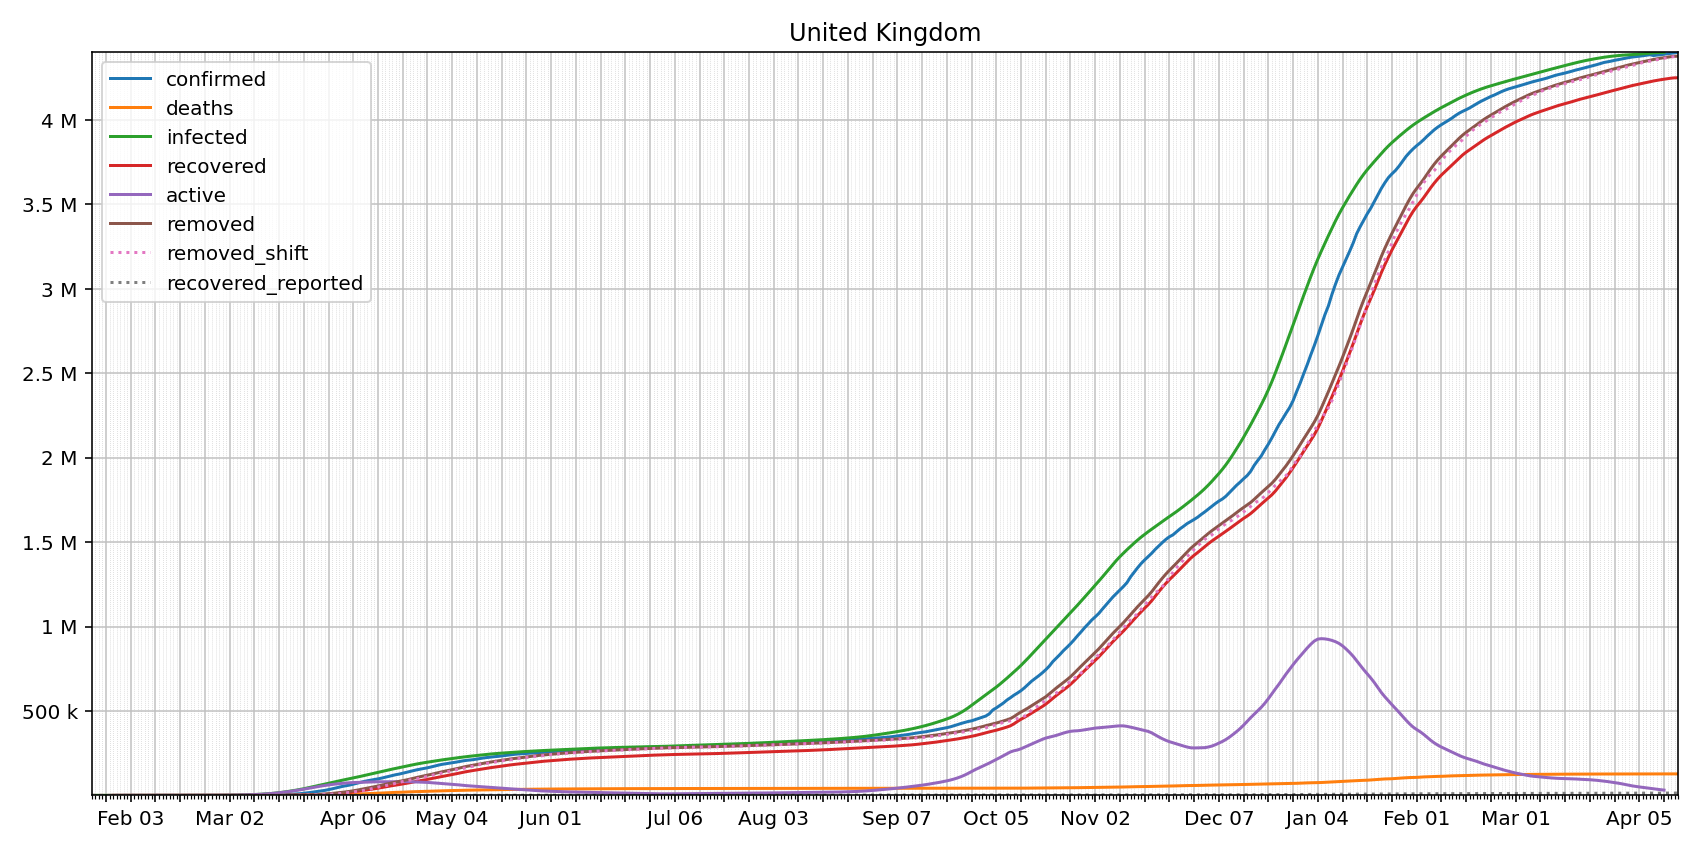 United Kingdom
confirmed
deaths
infected
recovered
active
removed
removed_shift
recovered_reported
4 M
3.5 M
3 M
2.5 M
2 M
1.5 M
1 M
500 k
Feb 03 Mar 02 Apr 06 May 04 Jun 01 Jul 06 Aug 03 Sep 07 Oct 05 Nov 02 Dec 07 Jan 04 Feb 01 Mar 01 Apr 05